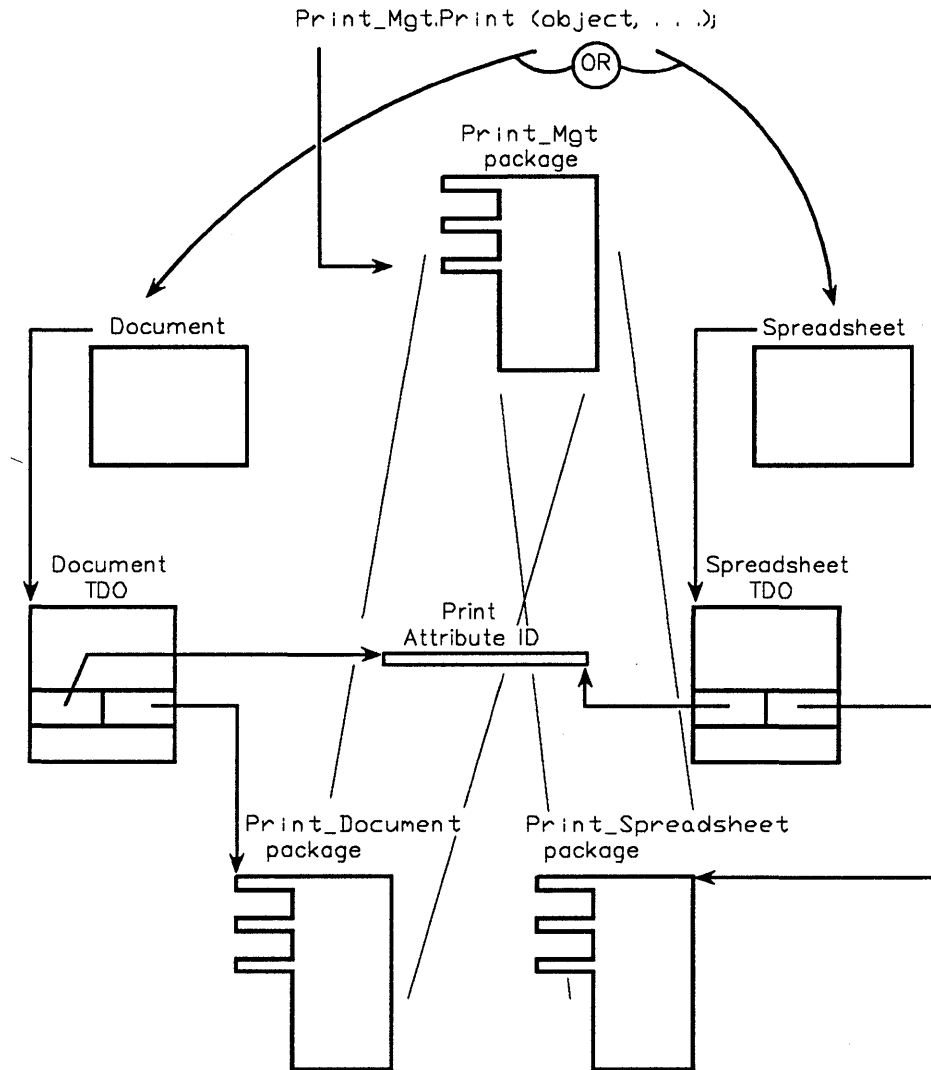 Print_Mgt.Print (object, . . .);
OR
Print_Mgt
package
Document
Spreadsheet
Document
TDO
Spreadsheet
TDO
Print
Attribute ID
Print_Document
package
Print_Spreadsheet
package